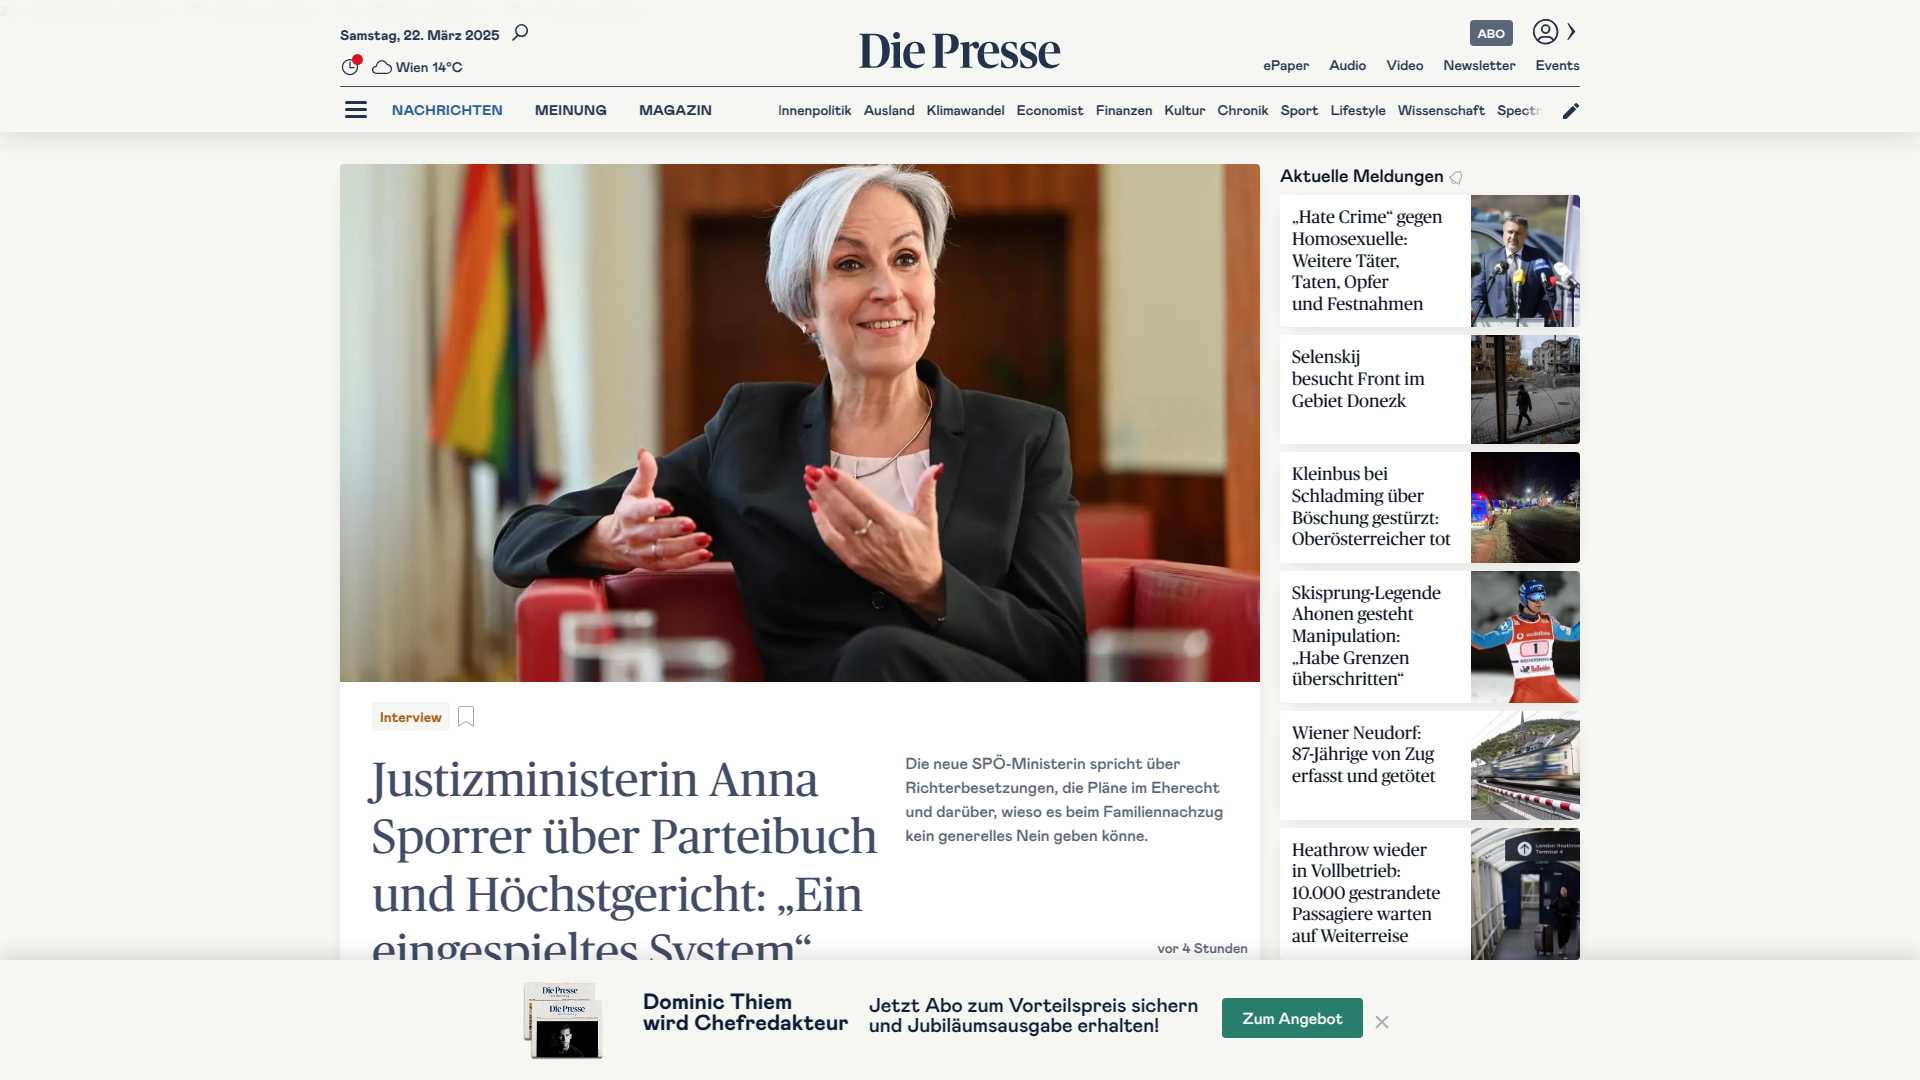 Samstag, 22. März 2025
Wien 14°C
Die Presse
ABO
ePaper Audio Video Newsletter Events
NACHRICHTEN MEINUNG MAGAZIN
Innenpolitik Ausland Klimawandel Economist Finanzen Kultur Chronik Sport Lifestyle Wissenschaft Spectr
Interview
Justizministerin Anna
Sporrer über Parteibuch
und Höchstgericht: „Ein
eingespieltes System“
Die neue SPÖ-Ministerin spricht über
Richterbesetzungen, die Pläne im Eherecht
und darüber, wieso es beim Familiennachzug
kein generelles Nein geben könne.
vor 4 Stunden
Aktuelle Meldungen
„Hate Crime“ gegen
Homosexuelle:
Weitere Täter,
Taten, Opfer
und Festnahmen
Selenskij
besucht Front im
Gebiet Donezk
Kleinbus bei
Schladming über
Böschung gestürzt:
Oberösterreicher tot
Skisprung-Legende
Ahonen gesteht
Manipulation:
„Habe Grenzen
überschritten“
1
Wiener Neudorf:
87-Jährige von Zug
erfasst und getötet
Heathrow wieder
in Vollbetrieb:
10.000 gestrandete
Passagiere warten
auf Weiterreise
London Heathrow
Terminal 4
Die Presse
Die Presse
Dominic Thiem
wird Chefredakteur
Jetzt Abo zum Vorteilspreis sichern
und Jubiläumsausgabe erhalten!
Zum Angebot